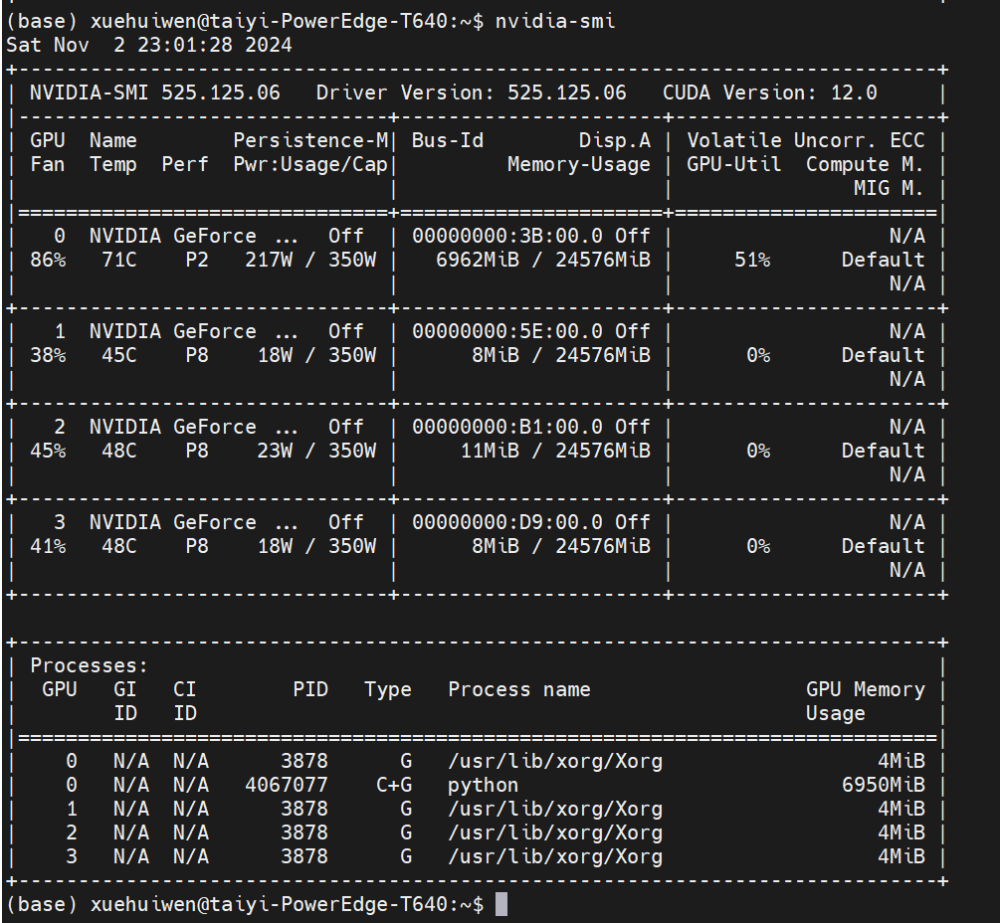 (base) xuehuiwen@taiyi-PowerEdge-T640:~$ nvidia-smi
Sat Nov  2 23:01:28 2024
+-----------------------------------------------------------------------------+
| NVIDIA-SMI 525.125.06   Driver Version: 525.125.06   CUDA Version: 12.0     |
|-------------------------------+----------------------+----------------------+
| GPU  Name        Persistence-M| Bus-Id        Disp.A | Volatile Uncorr. ECC |
| Fan  Temp  Perf  Pwr:Usage/Cap|         Memory-Usage | GPU-Util  Compute M. |
|                               |                      |               MIG M. |
|===============================+======================+======================|
|   0  NVIDIA GeForce ...  Off  | 00000000:3B:00.0 Off |                  N/A |
| 86%   71C    P2   217W / 350W |   6962MiB / 24576MiB |     51%      Default |
|                               |                      |                  N/A |
+-------------------------------+----------------------+----------------------+
|   1  NVIDIA GeForce ...  Off  | 00000000:5E:00.0 Off |                  N/A |
| 38%   45C    P8    18W / 350W |      8MiB / 24576MiB |      0%      Default |
|                               |                      |                  N/A |
+-------------------------------+----------------------+----------------------+
|   2  NVIDIA GeForce ...  Off  | 00000000:B1:00.0 Off |                  N/A |
| 45%   48C    P8    23W / 350W |     11MiB / 24576MiB |      0%      Default |
|                               |                      |                  N/A |
+-------------------------------+----------------------+----------------------+
|   3  NVIDIA GeForce ...  Off  | 00000000:D9:00.0 Off |                  N/A |
| 41%   48C    P8    18W / 350W |      8MiB / 24576MiB |      0%      Default |
|                               |                      |                  N/A |
+-------------------------------+----------------------+----------------------+

+-----------------------------------------------------------------------------+
| Processes:                                                                  |
|  GPU   GI   CI        PID   Type   Process name                  GPU Memory |
|        ID   ID                                                   Usage      |
|=============================================================================|
|    0   N/A  N/A      3878      G   /usr/lib/xorg/Xorg                  4MiB |
|    0   N/A  N/A   4067077    C+G   python                           6950MiB |
|    1   N/A  N/A      3878      G   /usr/lib/xorg/Xorg                  4MiB |
|    2   N/A  N/A      3878      G   /usr/lib/xorg/Xorg                  4MiB |
|    3   N/A  N/A      3878      G   /usr/lib/xorg/Xorg                  4MiB |
+-----------------------------------------------------------------------------+
(base) xuehuiwen@taiyi-PowerEdge-T640:~$